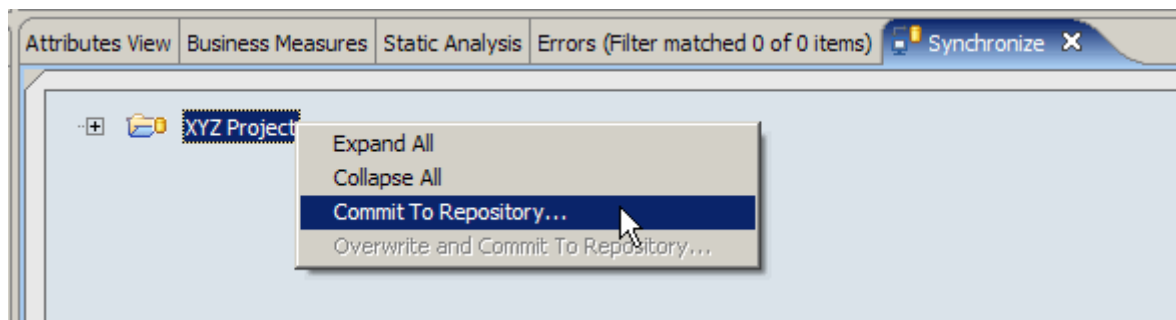 Attributes View Business Measures Static Analysis Errors (Filter matched 0 of 0 items) Synchronize
XYZ Project
Expand All
Collapse All
Commit To Repository...
Overwrite and Commit To Repository...